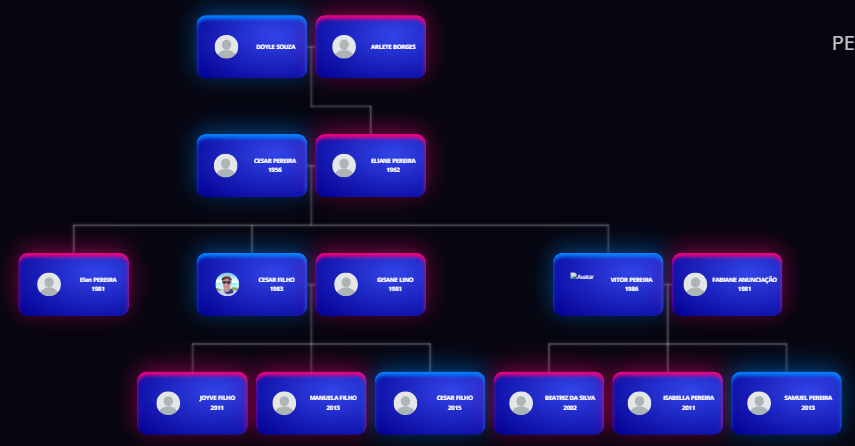 DOYLE SOUZA
ARLETE BORGES
PE
CESAR PEREIRA
1956
ELIANE PEREIRA
1962
Elen PEREIRA
1981
CESAR FILHO
1983
GISANE LINO
1981
Avatar
VITOR PEREIRA
1986
FABIANE ANUNCIAÇÃO
1981
JOYVE FILHO
2011
MANUELA FILHO
2013
CESAR FILHO
2015
BEATRIZ DA SILVA
2002
ISABELLA PEREIRA
2011
SAMUEL PEREIRA
2013